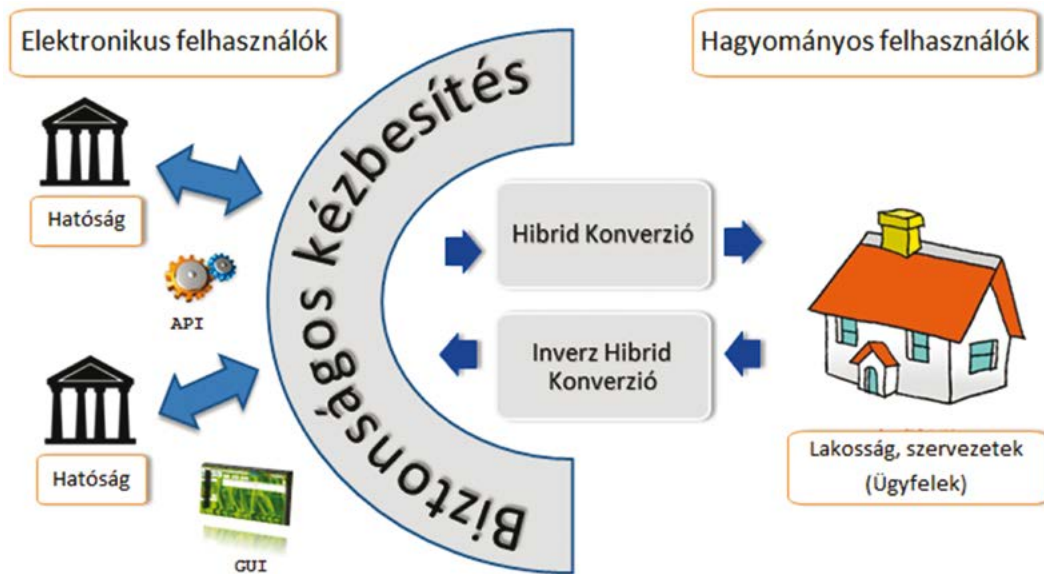 Elektronikus felhasználók
Hagyományos felhasználók
Hatóság
API
Hatóság
GUI
Biztonságos kézbesítés
Hibrid Konverzió
Inverz Hibrid
Konverzió
Lakosság, szervezetek
(Ügyfelek)